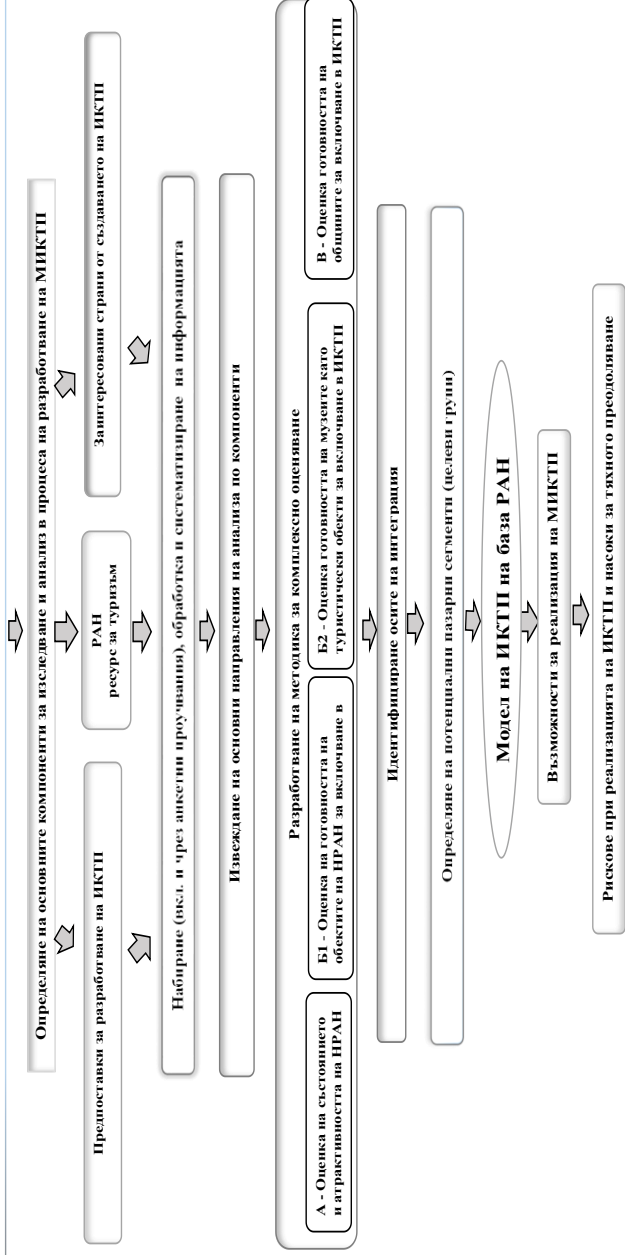 Определяне на основните компоненти за изследване и анализ в процеса на разработване на МИКТП
Предпоставки за разработване на ИКТП
РАН
ресурс за туризъм
Заинтересовани страни от създаването на ИКТП
Набиране (вкл. и чрез анкетни проучвания), обработка и систематизиране на информацията
Извеждане на основни направления на анализа по компоненти
Разработване на методика за комплексно оценяване
А - Оценка на състоянието
и атрактивността на НРАН
Б1 - Оценка на готовността на
обектите на НРАН за включване в
Б2 - Оценка готовността на музеите като
туристически обекти за включване в ИКТП
В - Оценка готовността на
общините за включване в ИКТП
Идентифициране осите на интеграция
Определяне на потенциални пазарни сегменти (целеви групи)
Модел на ИКТП на база РАН
Възможности за реализация на МИКТП
Рискове при реализацията на ИКТП и насоки за тяхното преодоляване